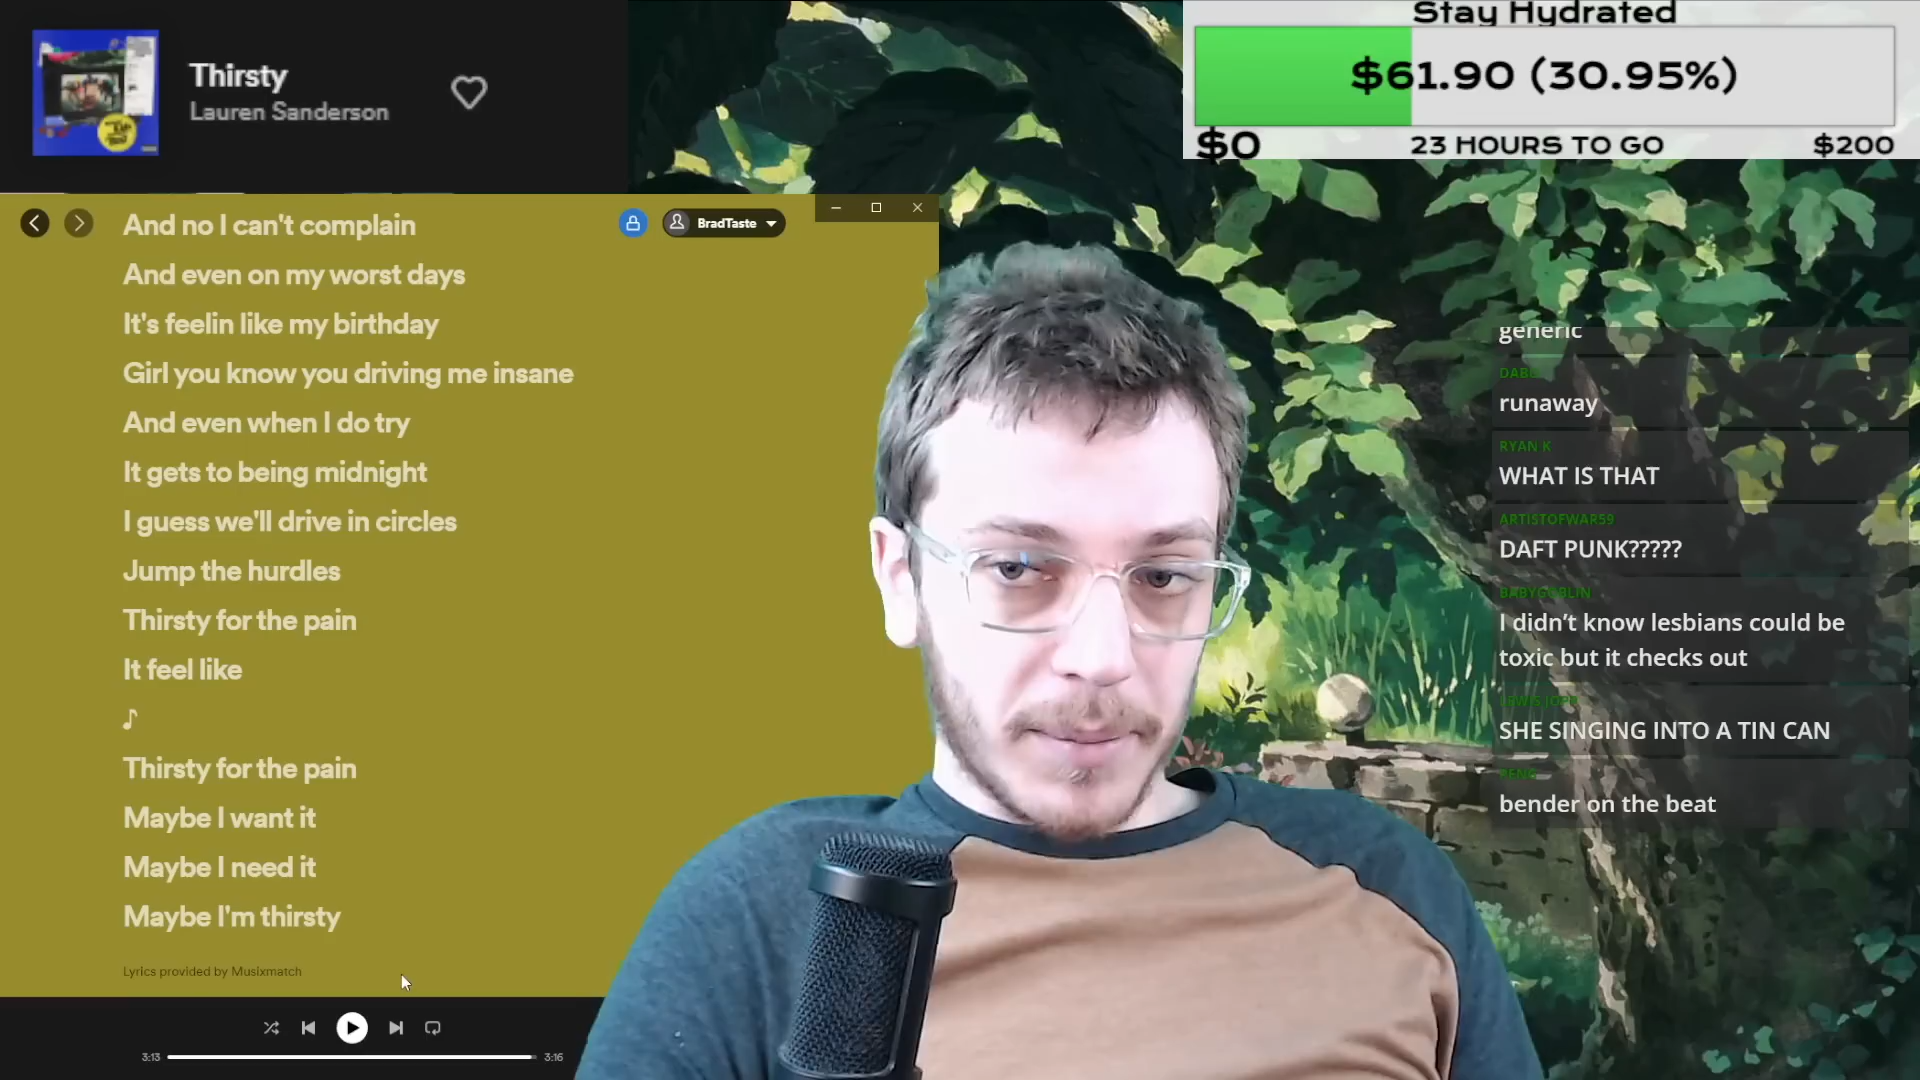 Thirsty
Lauren Sanderson
Stay Hydrated
$61.90 (30.95%)
$0
23 HOURS TO GO
$200
BradTaste
And no I can't complain
And even on my worst days
It's feelin like my birthday
Girl you know you driving me insane
And even when I do try
It gets to being midnight
I guess we'll drive in circles
Jump the hurdles
Thirsty for the pain
It feel like
♪
Thirsty for the pain
Maybe I want it
Maybe I need it
Maybe I'm thirsty
Lyrics provided by Musixmatch
3:13
3:16
generic
runaway
RYAN K
WHAT IS THAT
ARTISTOFWAR59
DAFT PUNK?????
BABYGOBLIN
I didn't know lesbians could be
toxic but it checks out
SHE SINGING INTO A TIN CAN
bender on the beat